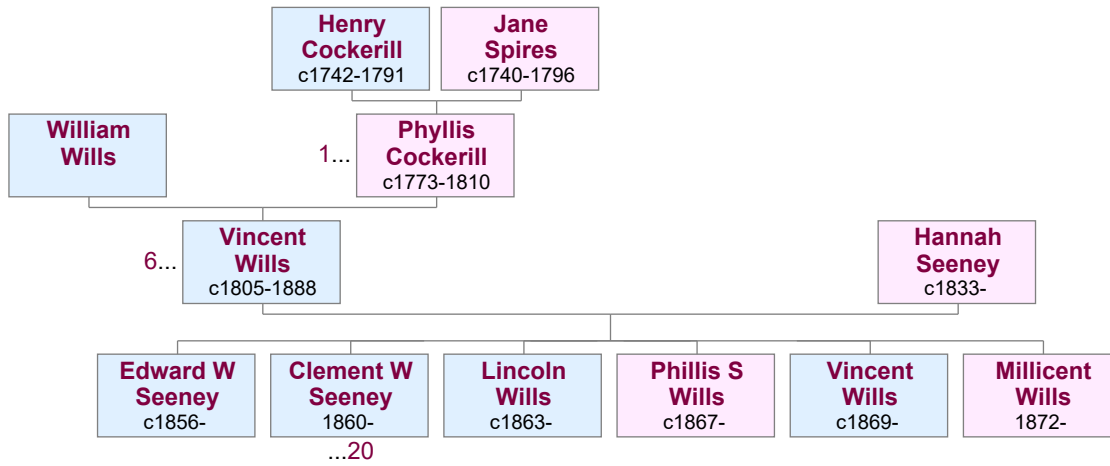 Henry
Cockerill
c1742-1791
Jane
Spires
c1740-1796
William
Wills
1...
Phyllis
Cockerill
c1773-1810
6...
Vincent
Wills
c1805-1888
Hannah
Seeney
c1833-
Edward W
Seeney
c1856-
Clement W
Seeney
1860-
Lincoln
Wills
c1863-
Phillis S
Wills
c1867-
Vincent
Wills
c1869-
Millicent
Wills
1872-
...20